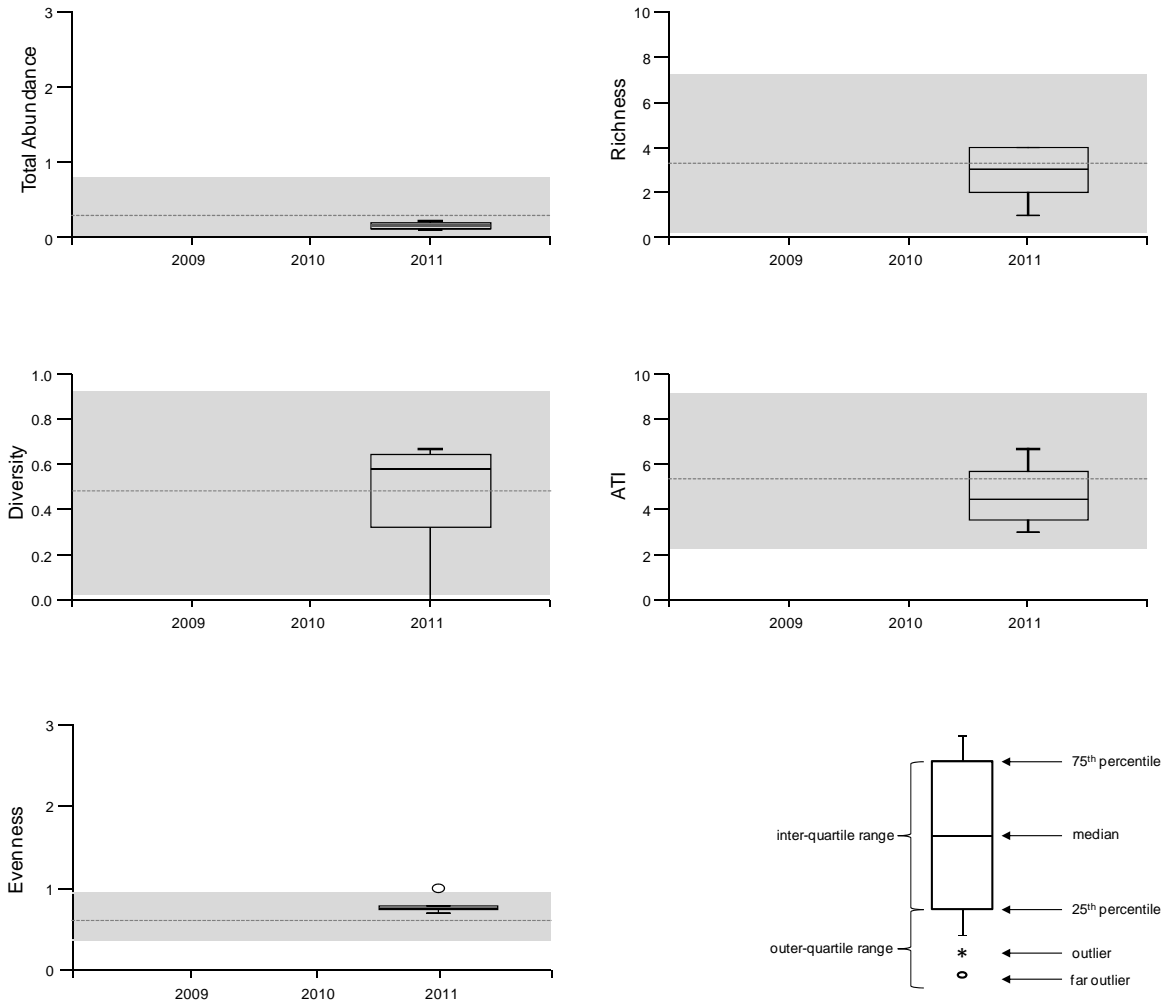 Total Abundance
3
2
1
0
2009 2010 2011
Richness
10
8
6
4
2
0
2009 2010 2011
Diversity
1.0
0.8
0.6
0.4
0.2
0.0
2009 2010 2011
ATI
10
8
6
4
2
0
2009 2010 2011
Evenness
3
2
1
0
2009 2010 2011
75th percentile
inter-quartile range
median
25th percentile
outer-quartile range
*
outlier
far outlier